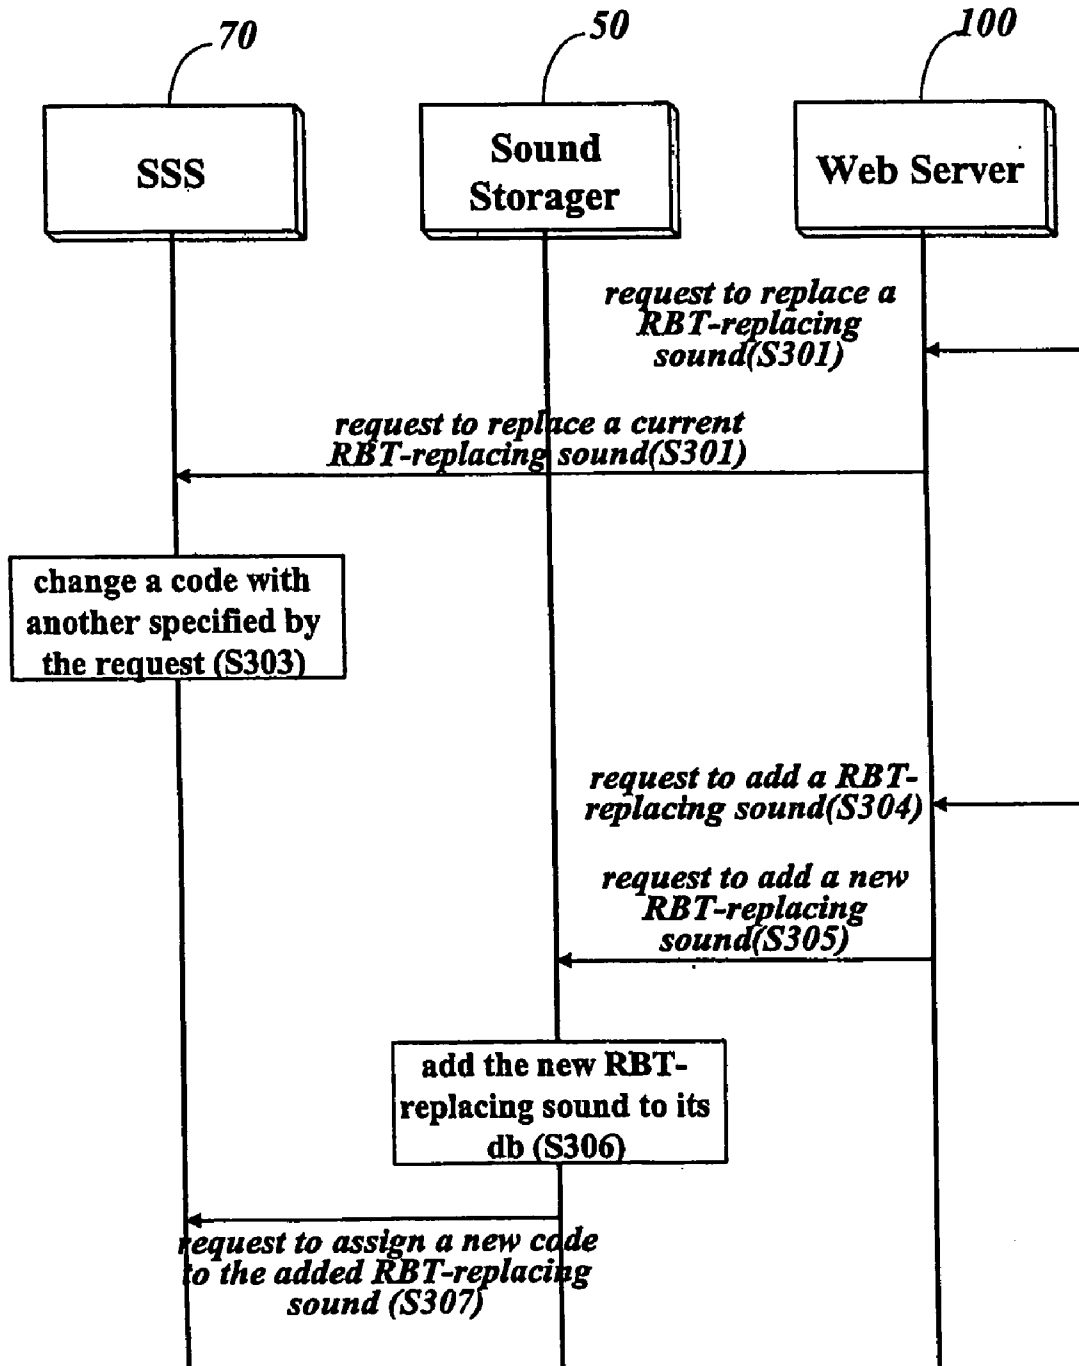 70
50
100
SSS
Sound
Storager
Web Server
request to replace a
RBT-replacing
sound(S301)
request to replace a current
RBT-replacing sound(S301)
change a code with
another specified by
the request (S303)
request to add a RBT-
replacing sound(S304)
request to add a new
RBT-replacing
sound(S305)
add the new RBT-
replacing sound to its
db (S306)
request to assign a new code
to the added RBT-replacing
sound (S307)